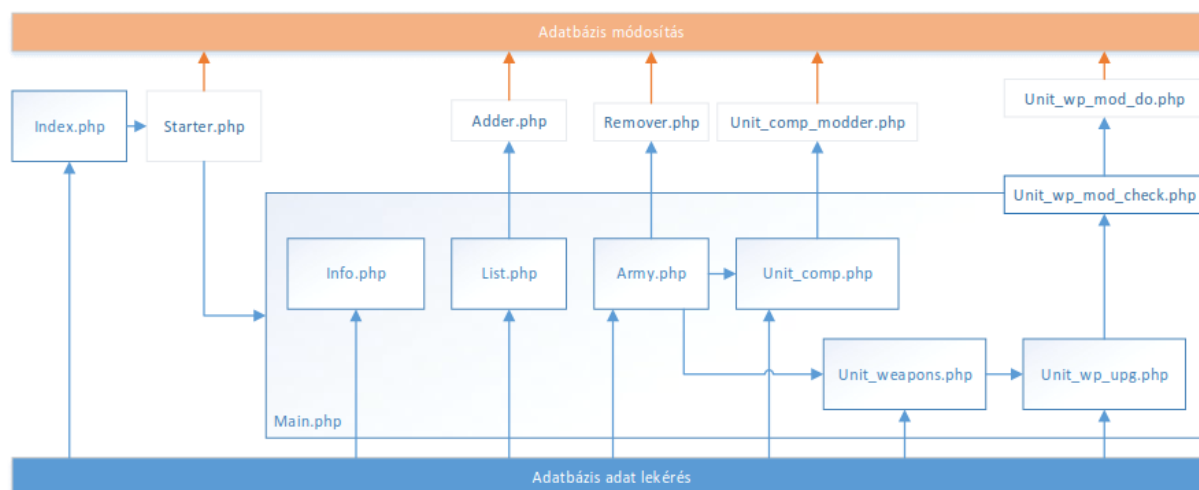 Adatbázis módosítás
Unit_wp_mod_do.php
Index.php
Starter.php
Adder.php
Remover.php
Unit_comp_modder.php
Unit_wp_mod_check.php
Info.php
List.php
Army.php
Unit_comp.php
Unit_weapons.php
Unit_wp_upg.php
Main.php
Adatbázis adat lekérés